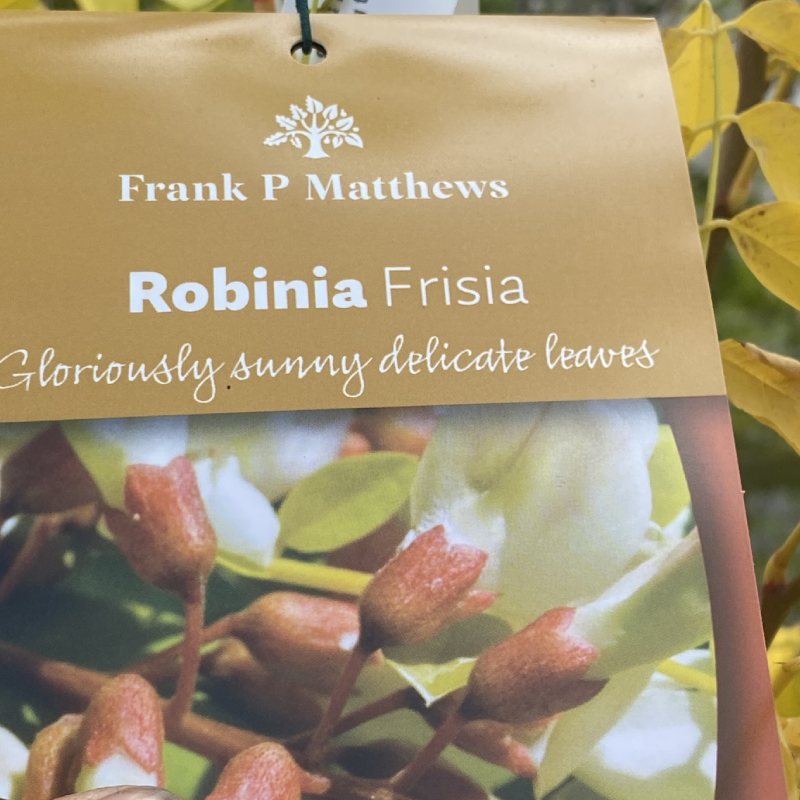 Frank P Matthews
Robinia Frisia
Gloriously sunny delicate leaves